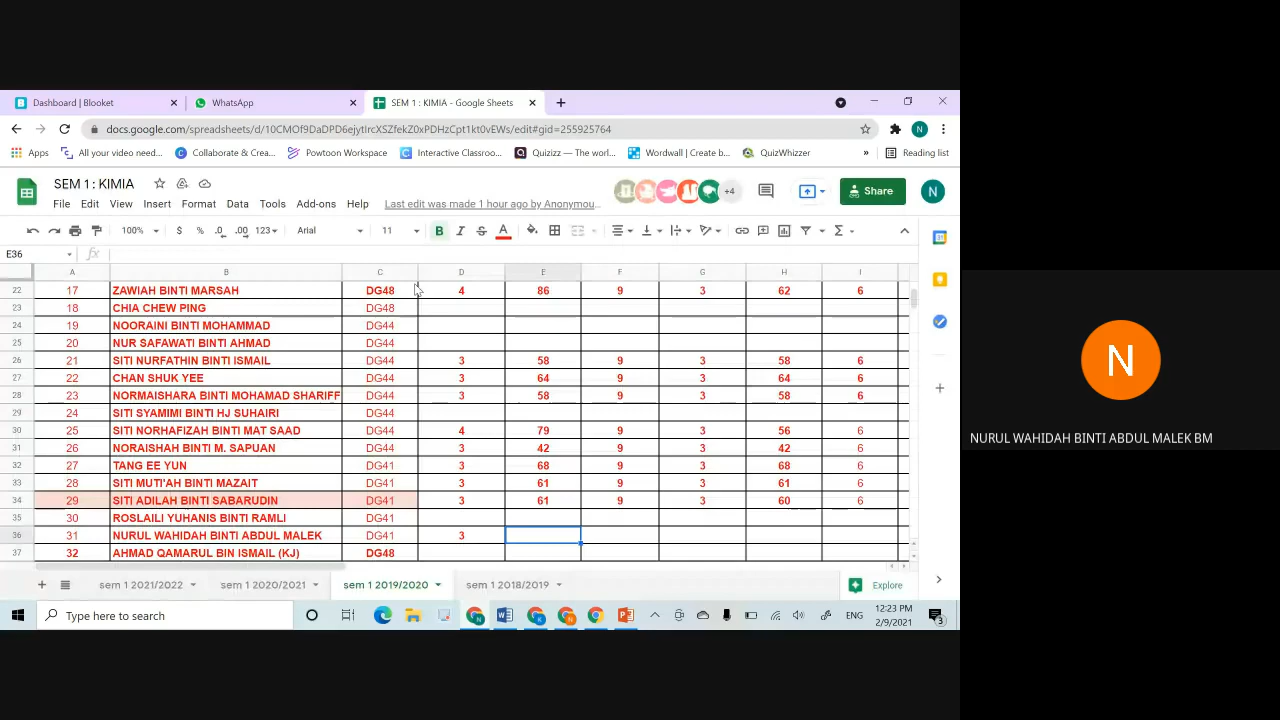 Dashboard | Blooket
WhatsApp
SEM 1 : KIMIA - Google Sheets
docs.google.com/spreadsheets/d/10CMOf9DaDPD6ejytIrcXSZfekZ0xPDHzCpt1kt0vEWs/edit#gid=255925764
Apps All your video need... Collaborate & Crea... Powtoon Workspace Interactive Classroo... Quizizz — The worl... Wordwall | Create b... QuizWhizzer » Reading list
SEM 1 : KIMIA
+4 Share N
File Edit View Insert Format Data Tools Add-ons Help Last edit was made 1 hour ago by Anonymou...
100% $ % .0 .00 123 Arial 11 B I S A
E36 fx
A B C D E F G H I
22 17 ZAWIAH BINTI MARSAH DG48 4 86 9 3 62 6
23 18 CHIA CHEW PING DG48
24 19 NOORAINI BINTI MOHAMMAD DG44
25 20 NUR SAFAWATI BINTI AHMAD DG44
26 21 SITI NURFATHIN BINTI ISMAIL DG44 3 58 9 3 58 6
27 22 CHAN SHUK YEE DG44 3 64 9 3 64 6
28 23 NORMAISHARA BINTI MOHAMAD SHARIFF DG44 3 58 9 3 58 6
29 24 SITI SYAMIMI BINTI HJ SUHAIRI DG44
30 25 SITI NORHAFIZAH BINTI MAT SAAD DG44 4 79 9 3 56 6
31 26 NORAISHAH BINTI M. SAPUAN DG44 3 42 9 3 42 6
32 27 TANG EE YUN DG41 3 68 9 3 68 6
33 28 SITI MUTI'AH BINTI MAZAIT DG41 3 61 9 3 61 6
34 29 SITI ADILAH BINTI SABARUDIN DG41 3 61 9 3 60 6
35 30 ROSLAILI YUHANIS BINTI RAMLI DG41
36 31 NURUL WAHIDAH BINTI ABDUL MALEK DG41 3
37 32 AHMAD QAMARUL BIN ISMAIL (KJ) DG48
sem 1 2021/2022 sem 1 2020/2021 sem 1 2019/2020 sem 1 2018/2019 Explore
Type here to search
ENG 12:23 PM
2/9/2021 3
N
NURUL WAHIDAH BINTI ABDUL MALEK BM